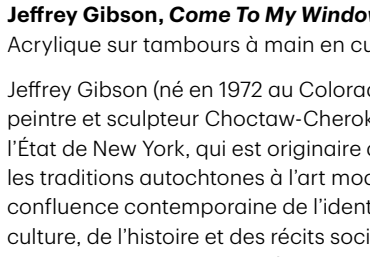 Jeffrey Gibson, Come To My
Acrylique sur tambours à main en
Jeffrey Gibson (né en 1972 au
peintre et sculpteur
l'État de New York, qui est originaire
les traditions autochtones à l'art
confluence contemporaine de
culture, de l'histoire et des récits